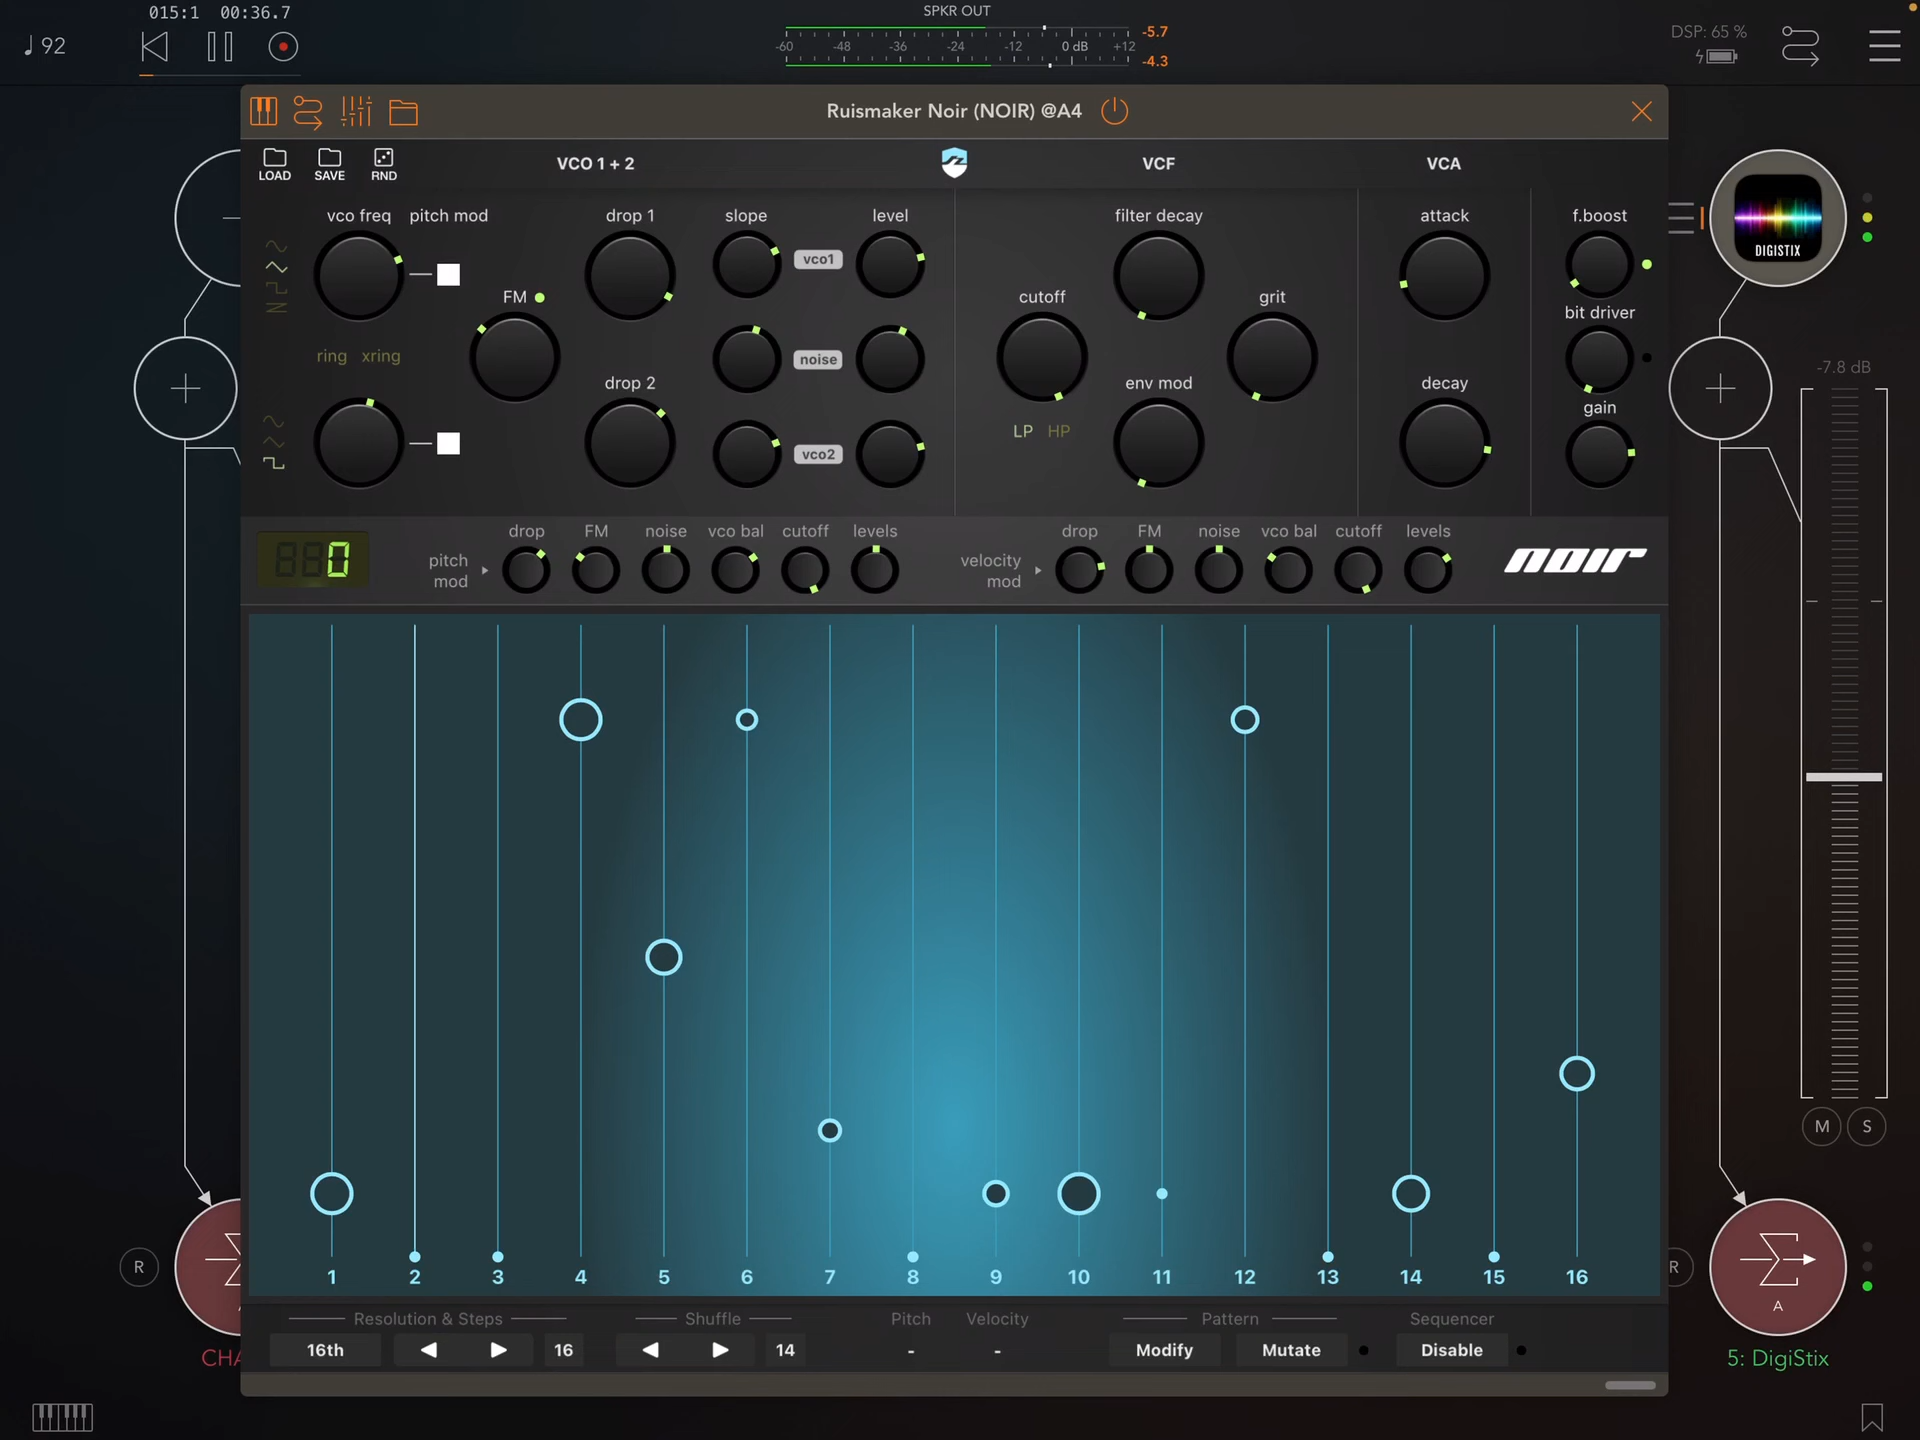 015:1 00:36.7
SPKR OUT
92
-60 -48 -36 -24 -12 0 dB +12
-5.7
-4.3
DSP: 65 %
Ruismaker Noir (NOIR) @A4
LOAD SAVE RND
VCO 1 + 2
VCF
VCA
vco freq pitch mod drop 1 slope level filter decay attack f.boost
vco1
DIGISTIX
FM cutoff grit
bit driver
ring xring noise
-7.8 dB
drop 2 env mod decay
gain
LP HP
vco2
drop FM noise vco bal cutoff levels
drop FM noise vco bal cutoff levels
0
pitch mod
velocity mod
noir
M S
R
R
A
1 2 3 4 5 6 7 8 9 10 11 12 13 14 15 16
Resolution & Steps Shuffle Pitch Velocity Pattern Sequencer
16th 16 14 - - Modify Mutate Disable
CHA
5: DigiStix